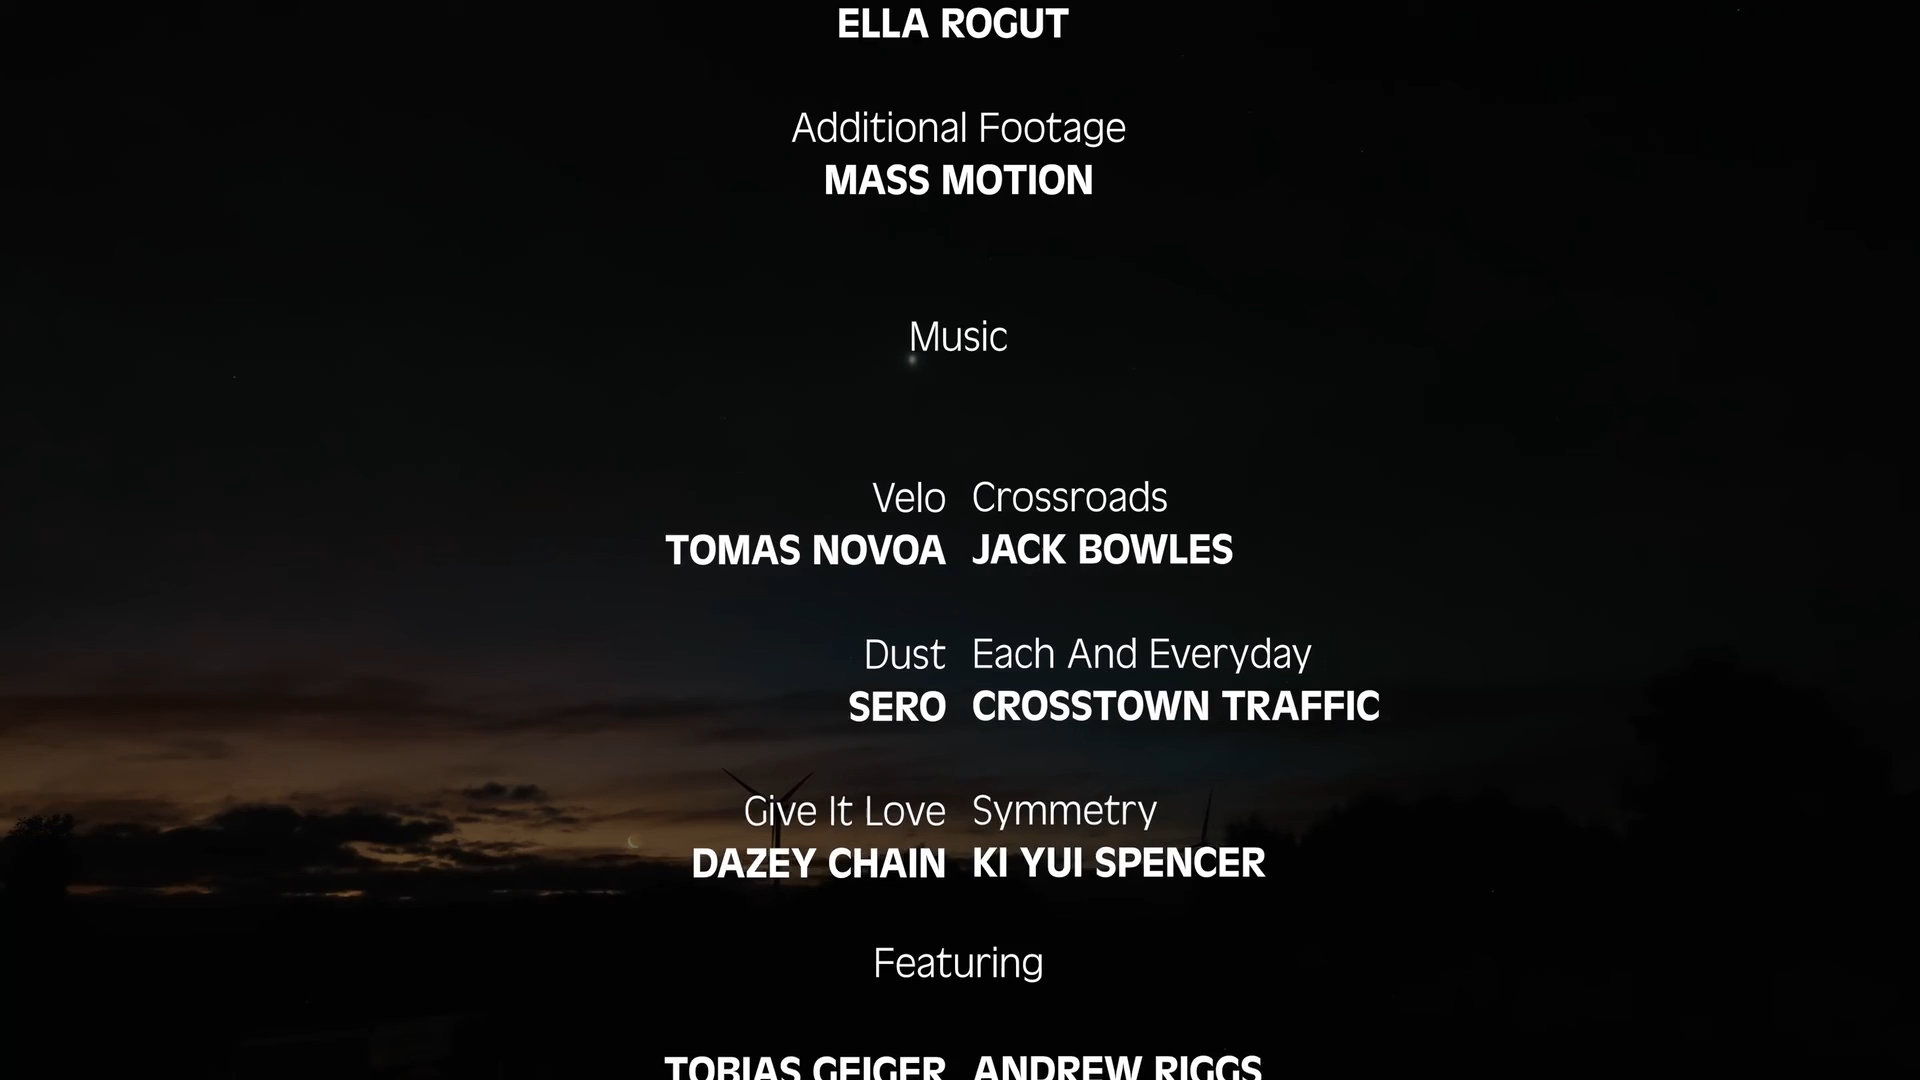 ELLA ROGUT
Additional Footage
MASS MOTION
Music
Velo Crossroads
TOMAS NOVOA JACK BOWLES
Dust Each And Everyday
SERO CROSSTOWN TRAFFIC
Give It Love Symmetry
DAZEY CHAIN KI YUI SPENCER
Featuring
TOBIAS GEIGER ANDREW RIGGS